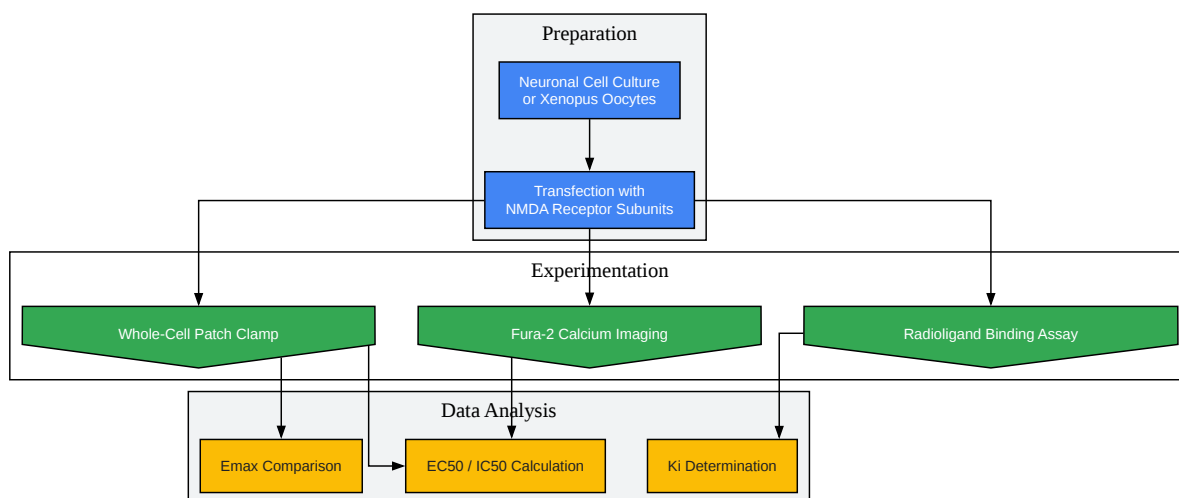 Preparation
Neuronal Cell Culture
or Xenopus Oocytes
Transfection with
NMDA Receptor Subunits
Experimentation
Whole-Cell Patch Clamp
Fura-2 Calcium Imaging
Radioligand Binding Assay
Data Analysis
Emax Comparison
EC50 / IC50 Calculation
Ki Determination